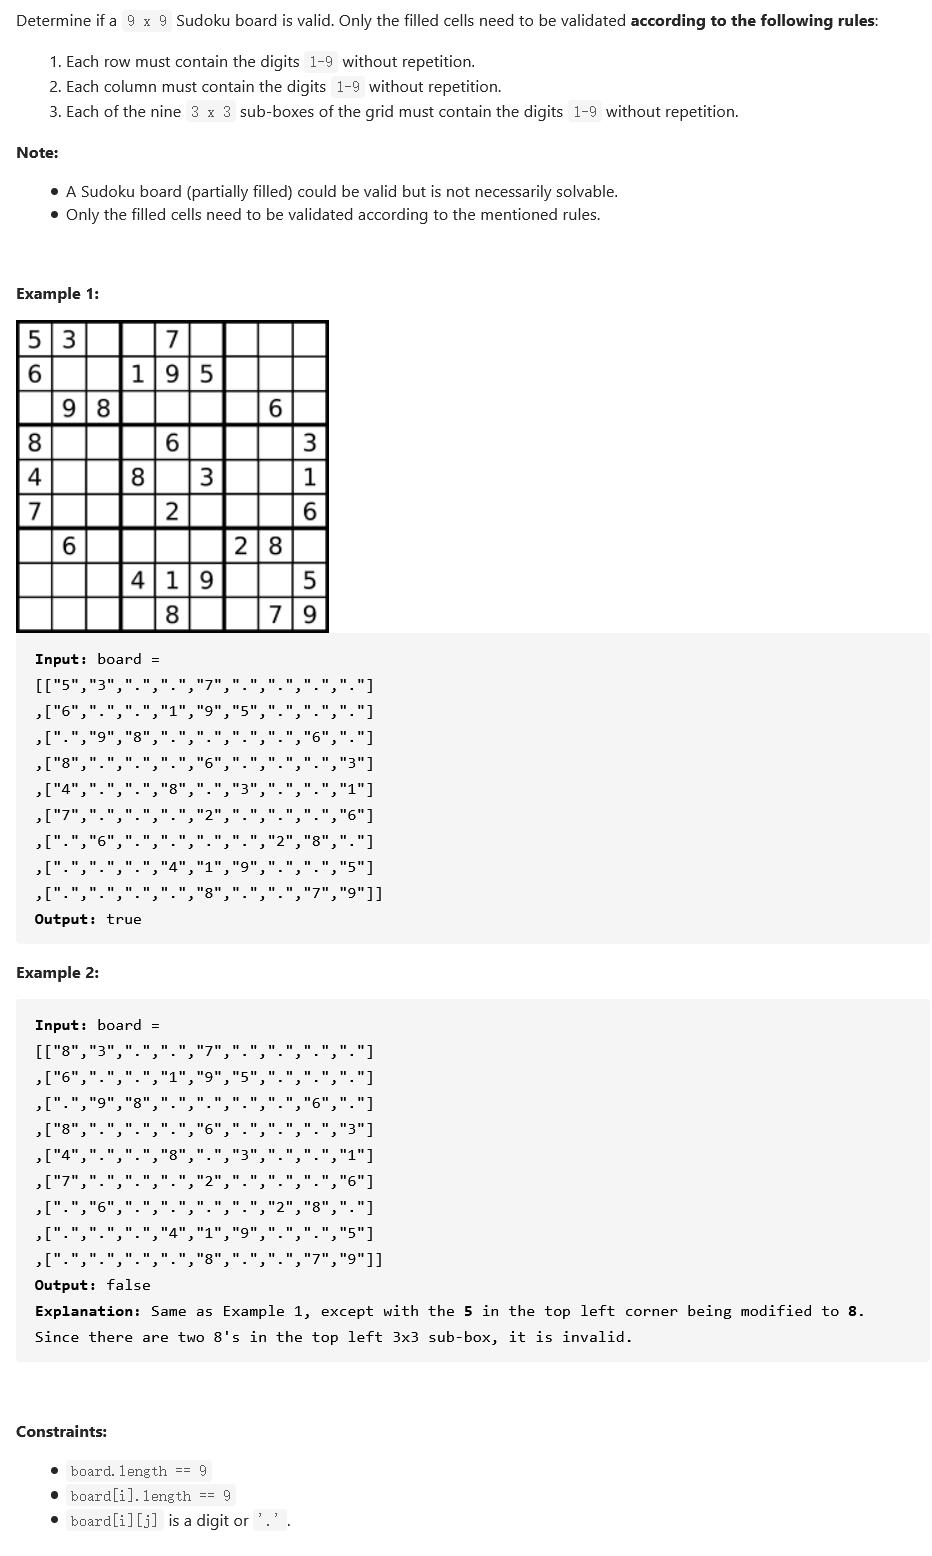 Determine if a 9 x 9 Sudoku board is valid. Only the filled cells need to be validated according to the following rules:
1. Each row must contain the digits 1-9 without repetition.
2. Each column must contain the digits 1-9 without repetition.
3. Each of the nine 3 x 3 sub-boxes of the grid must contain the digits 1-9 without repetition.
Note:
• A Sudoku board (partially filled) could be valid but is not necessarily solvable.
• Only the filled cells need to be validated according to the mentioned rules.
Example 1:
5 3 7
6 1 9 5
9 8 6
8 6 3
4 8 3 1
7 2 6
6 2 8
4 1 9 5
8 7 9
Input: board =
[["5","3",".",".","7",".",".",".","."]
,["6",".",".","1","9","5",".",".","."]
,[".","9","8",".",".",".",".","6","."]
,["8",".",".",".","6",".",".",".","3"]
,["4",".",".","8",".","3",".",".","1"]
,["7",".",".",".","2",".",".",".","6"]
,[".","6",".",".",".",".","2","8","."]
,[".",".",".","4","1","9",".",".","5"]
,[".",".",".",".","8",".",".","7","9"]]
Output: true
Example 2:
Input: board =
[["8","3",".",".","7",".",".",".","."]
,["6",".",".","1","9","5",".",".","."]
,[".","9","8",".",".",".",".","6","."]
,["8",".",".",".","6",".",".",".","3"]
,["4",".",".","8",".","3",".",".","1"]
,["7",".",".",".","2",".",".",".","6"]
,[".","6",".",".",".",".","2","8","."]
,[".",".",".","4","1","9",".",".","5"]
,[".",".",".",".","8",".",".","7","9"]]
Output: false
Explanation: Same as Example 1, except with the 5 in the top left corner being modified to 8.
Since there are two 8's in the top left 3x3 sub-box, it is invalid.
Constraints:
• board.length == 9
• board[i].length == 9
• board[i][j] is a digit or '.'.